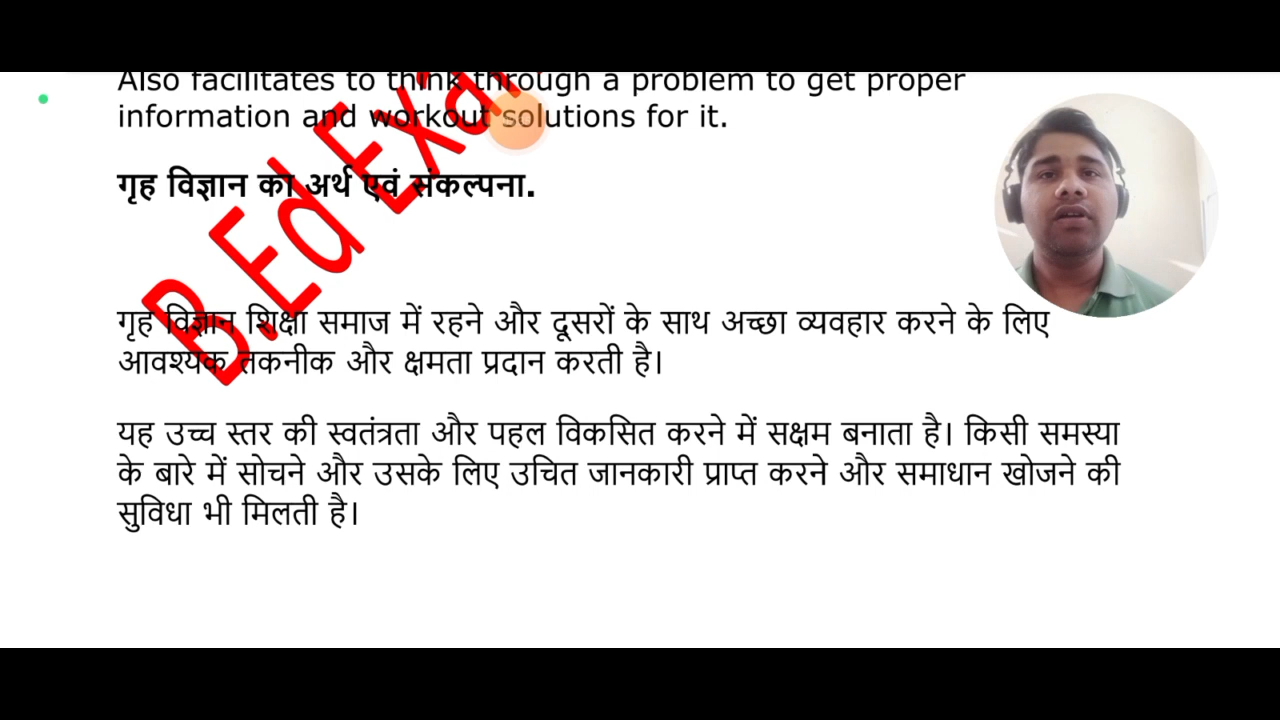 Also facilitates to think through a problem to get proper
information and workout solutions for it.
गृह विज्ञान का अर्थ एवं संकल्पना.
B.Ed Exa
गृह विज्ञान शिक्षा समाज में रहने और दूसरों के साथ अच्छा व्यवहार करने के लिए
आवश्यक तकनीक और क्षमता प्रदान करती है।
यह उच्च स्तर की स्वतंत्रता और पहल विकसित करने में सक्षम बनाता है। किसी समस्या
के बारे में सोचने और उसके लिए उचित जानकारी प्राप्त करने और समाधान खोजने की
सुविधा भी मिलती है।